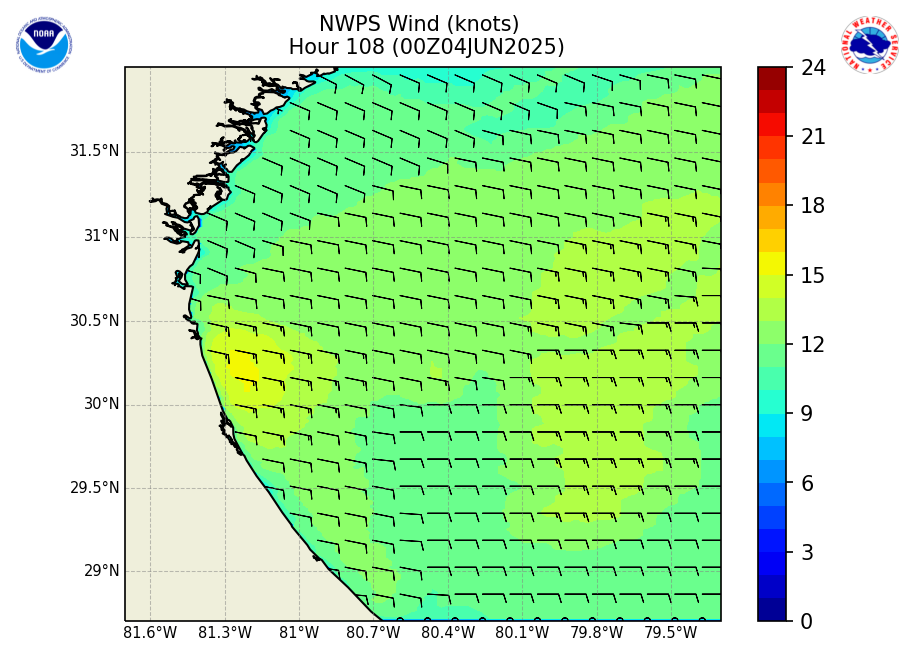 NWPS Wind (knots)
Hour 108 (00Z04JUN2025)
NOAA
NATIONAL WEATHER SERVICE
31.5°N
31°N
30.5°N
30°N
29.5°N
29°N
81.6°W 81.3°W 81°W 80.7°W 80.4°W 80.1°W 79.8°W 79.5°W
24
21
18
15
12
9
6
3
0